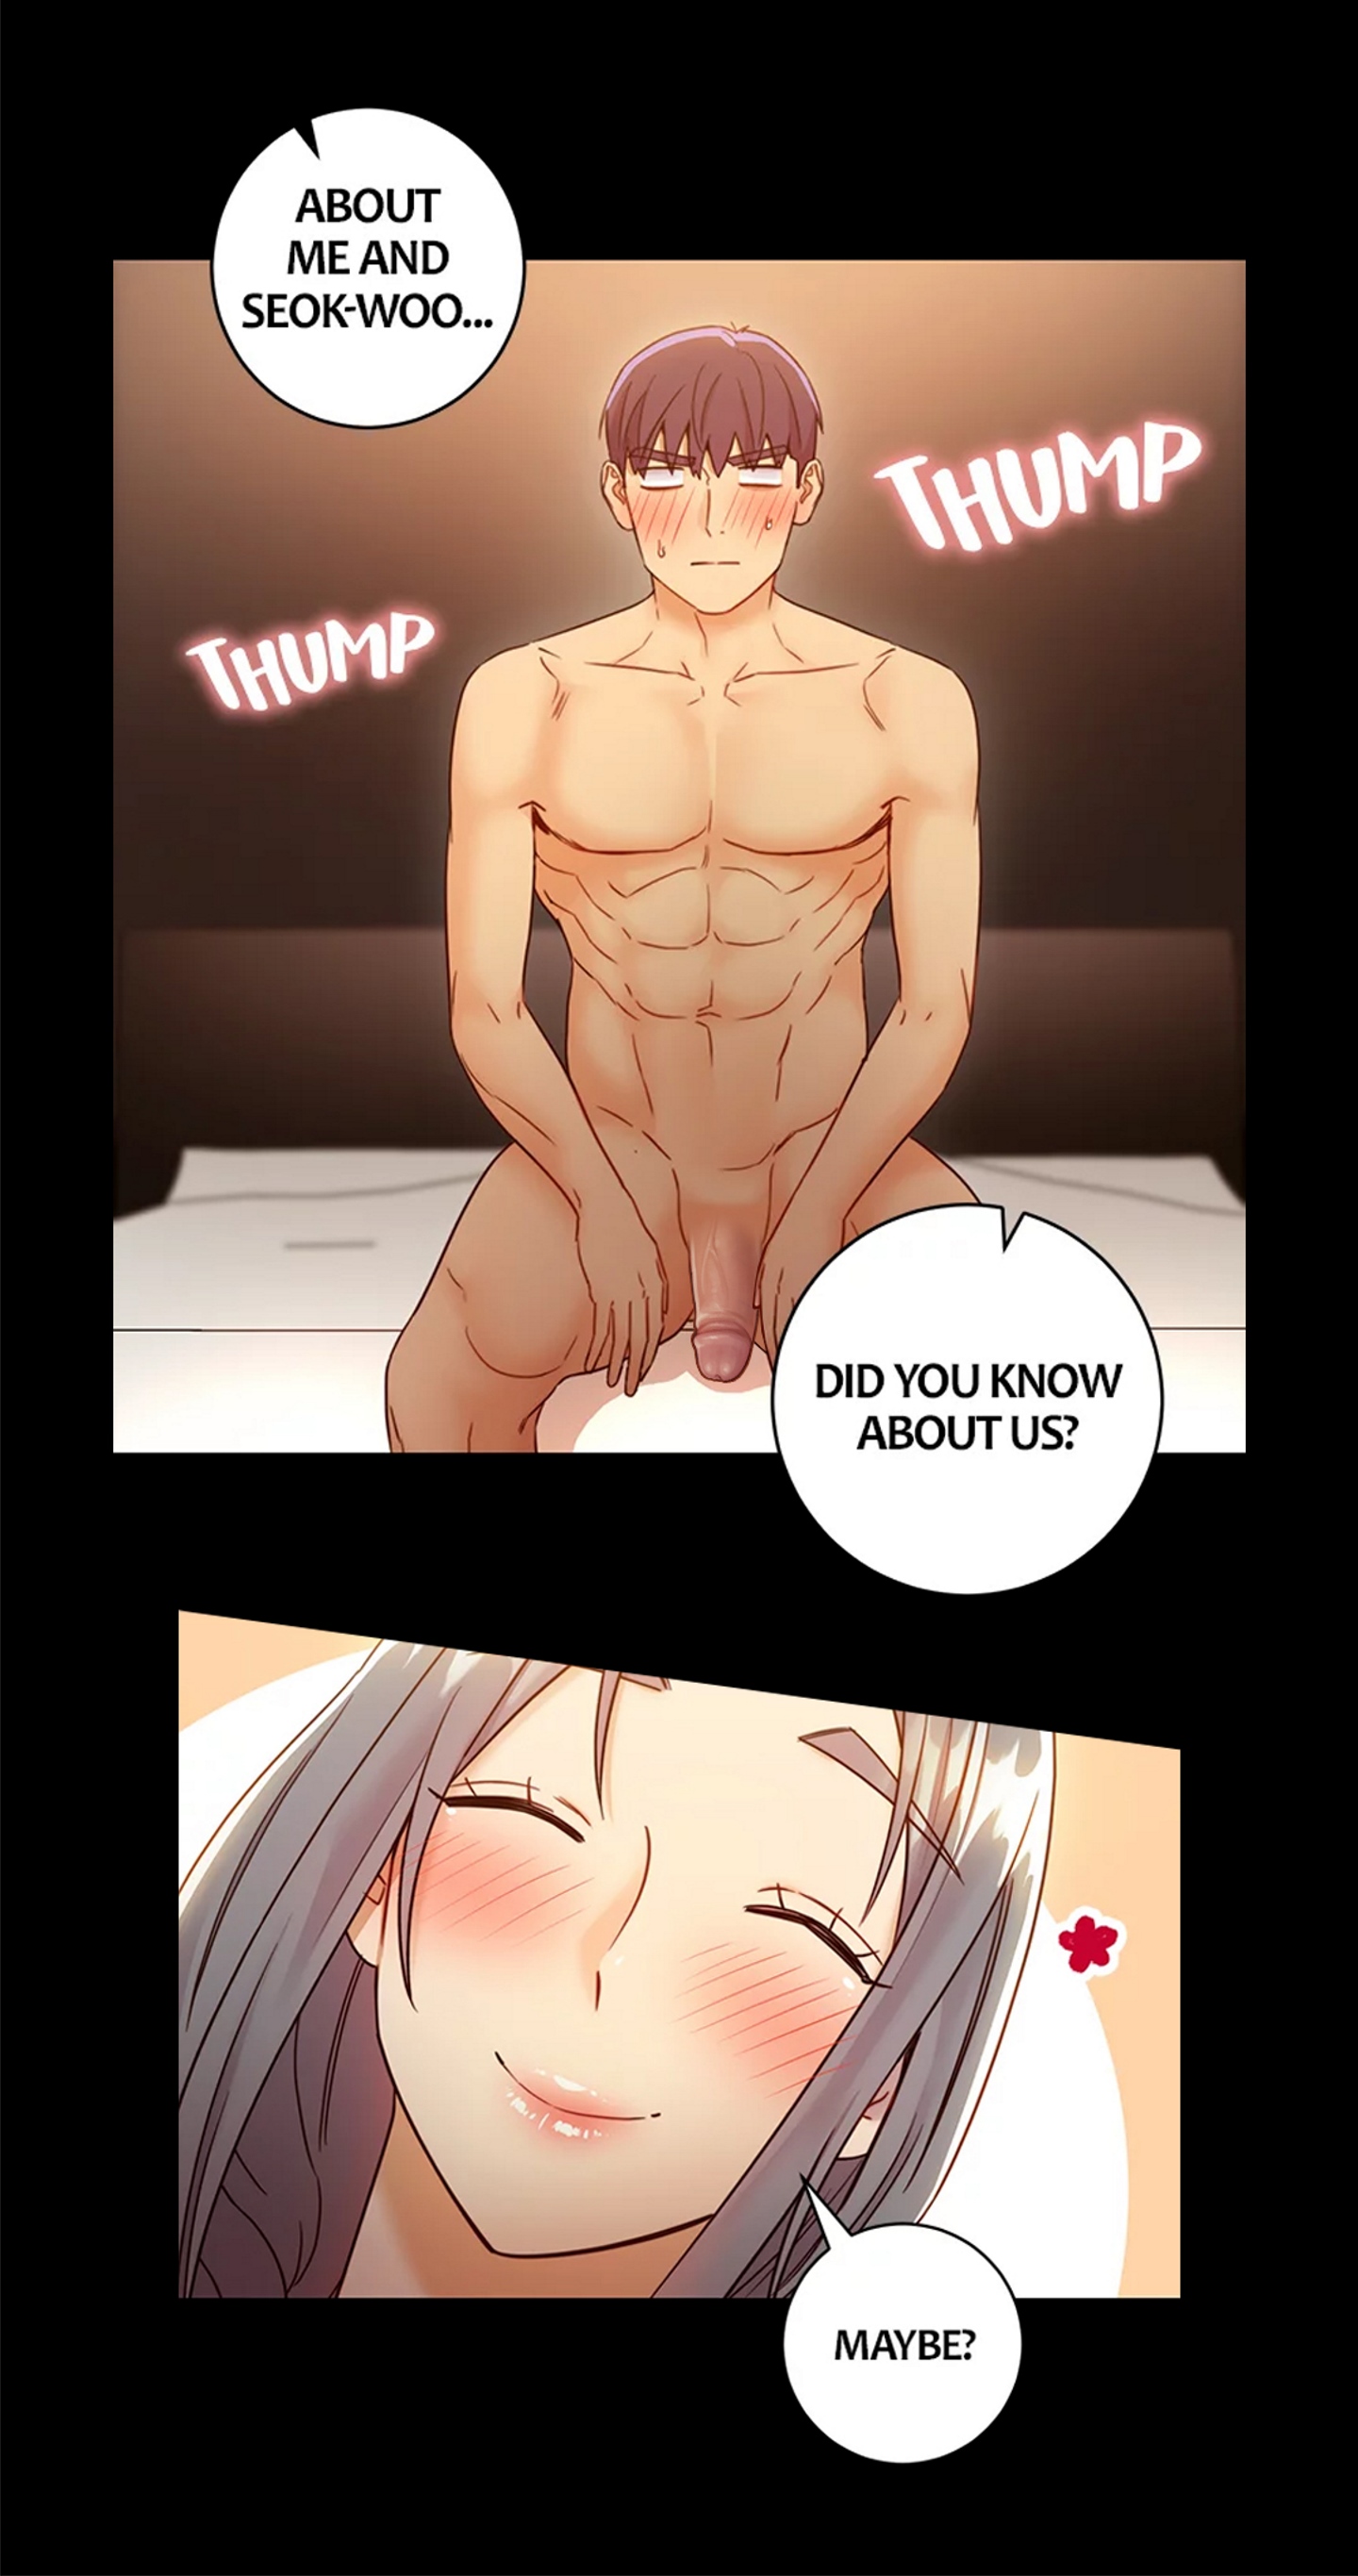 ABOUT
ME AND
SEOK-WOO...
THUMP
THUMP
DID YOU KNOW
ABOUT US?
MAYBE?